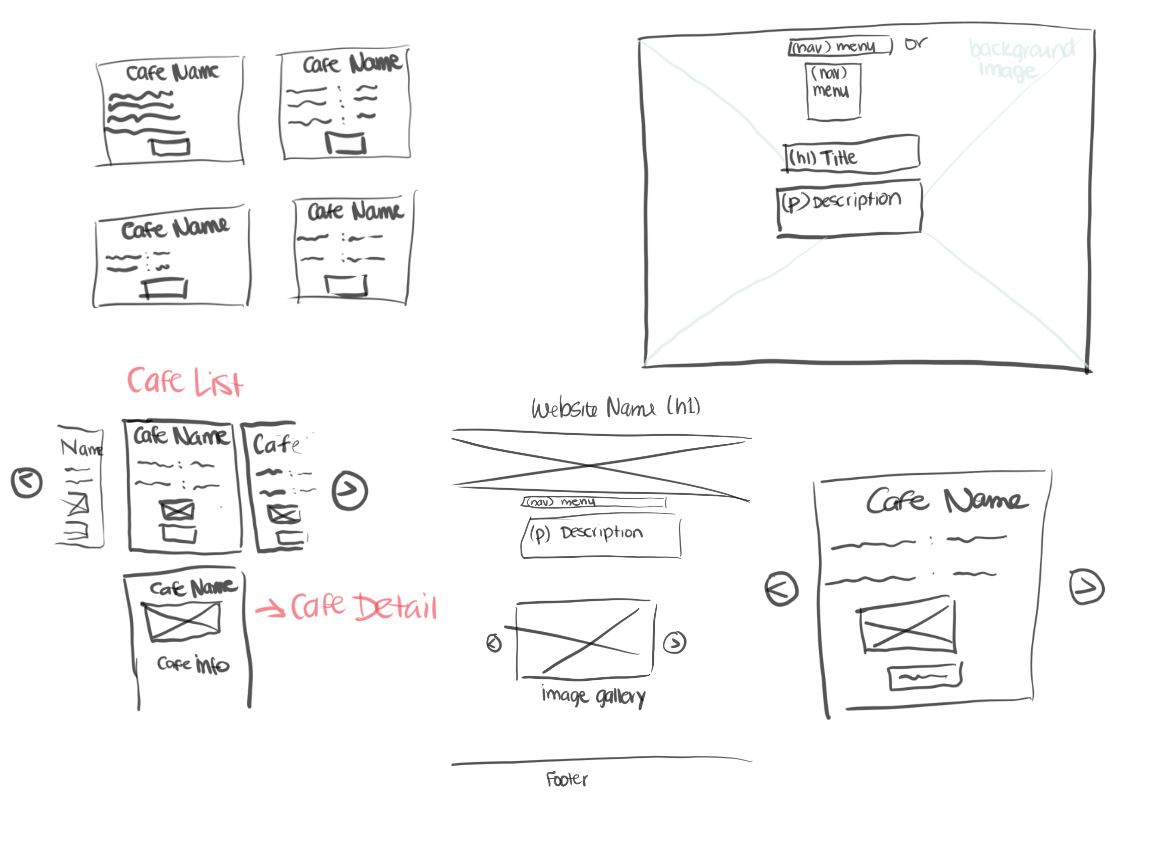 Cafe Name
Cafe Name
Cafe Name
Cafe Name
(nav) menu or
background
image
(nav)
menu
(h1) Title
(p) Description
Cafe List
Name
Cafe Name
Cafe
<
>
Cafe Name
Cafe info
→ Cafe Detail
Website Name (h1)
(nav) menu
(p) Description
<
>
image gallery
Footer
Cafe Name
<
>